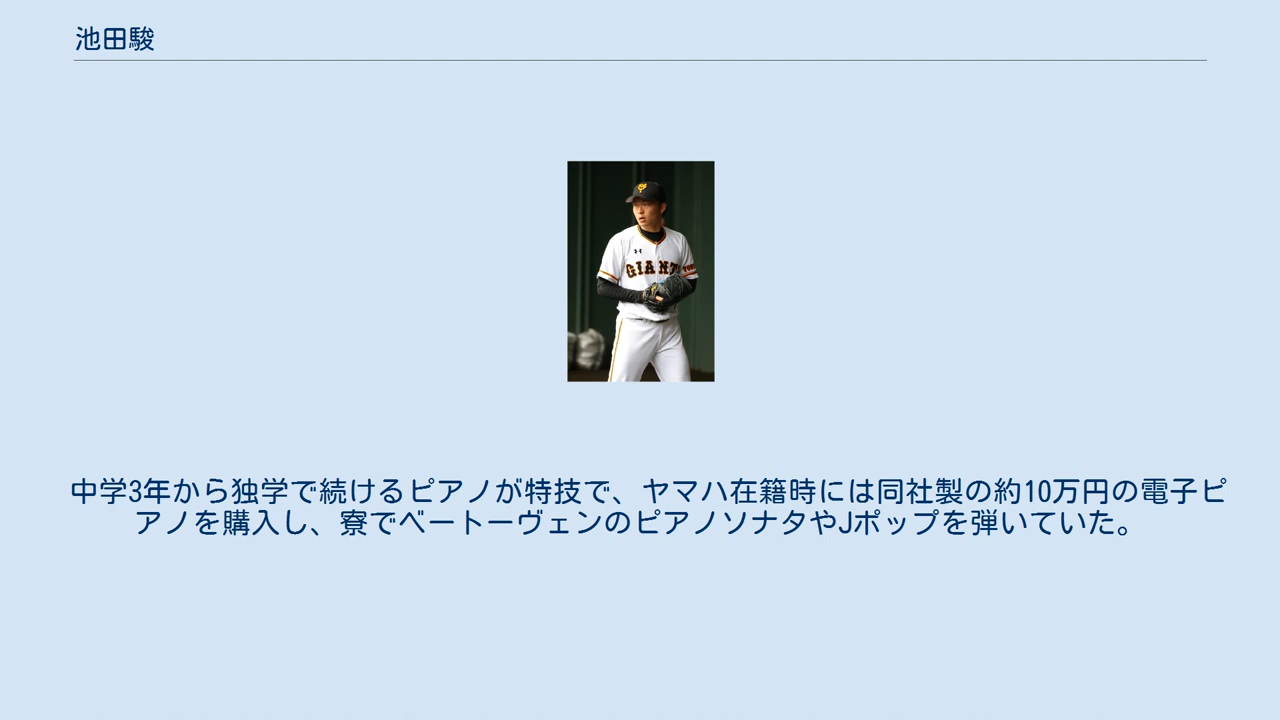 池田駿
GIANT
中学3年から独学で続けるピアノが特技で、ヤマハ在籍時には同社製の約10万円の電子ピ
アノを購入し、寮でベートーヴェンのピアノソナタやJポップを弾いていた。